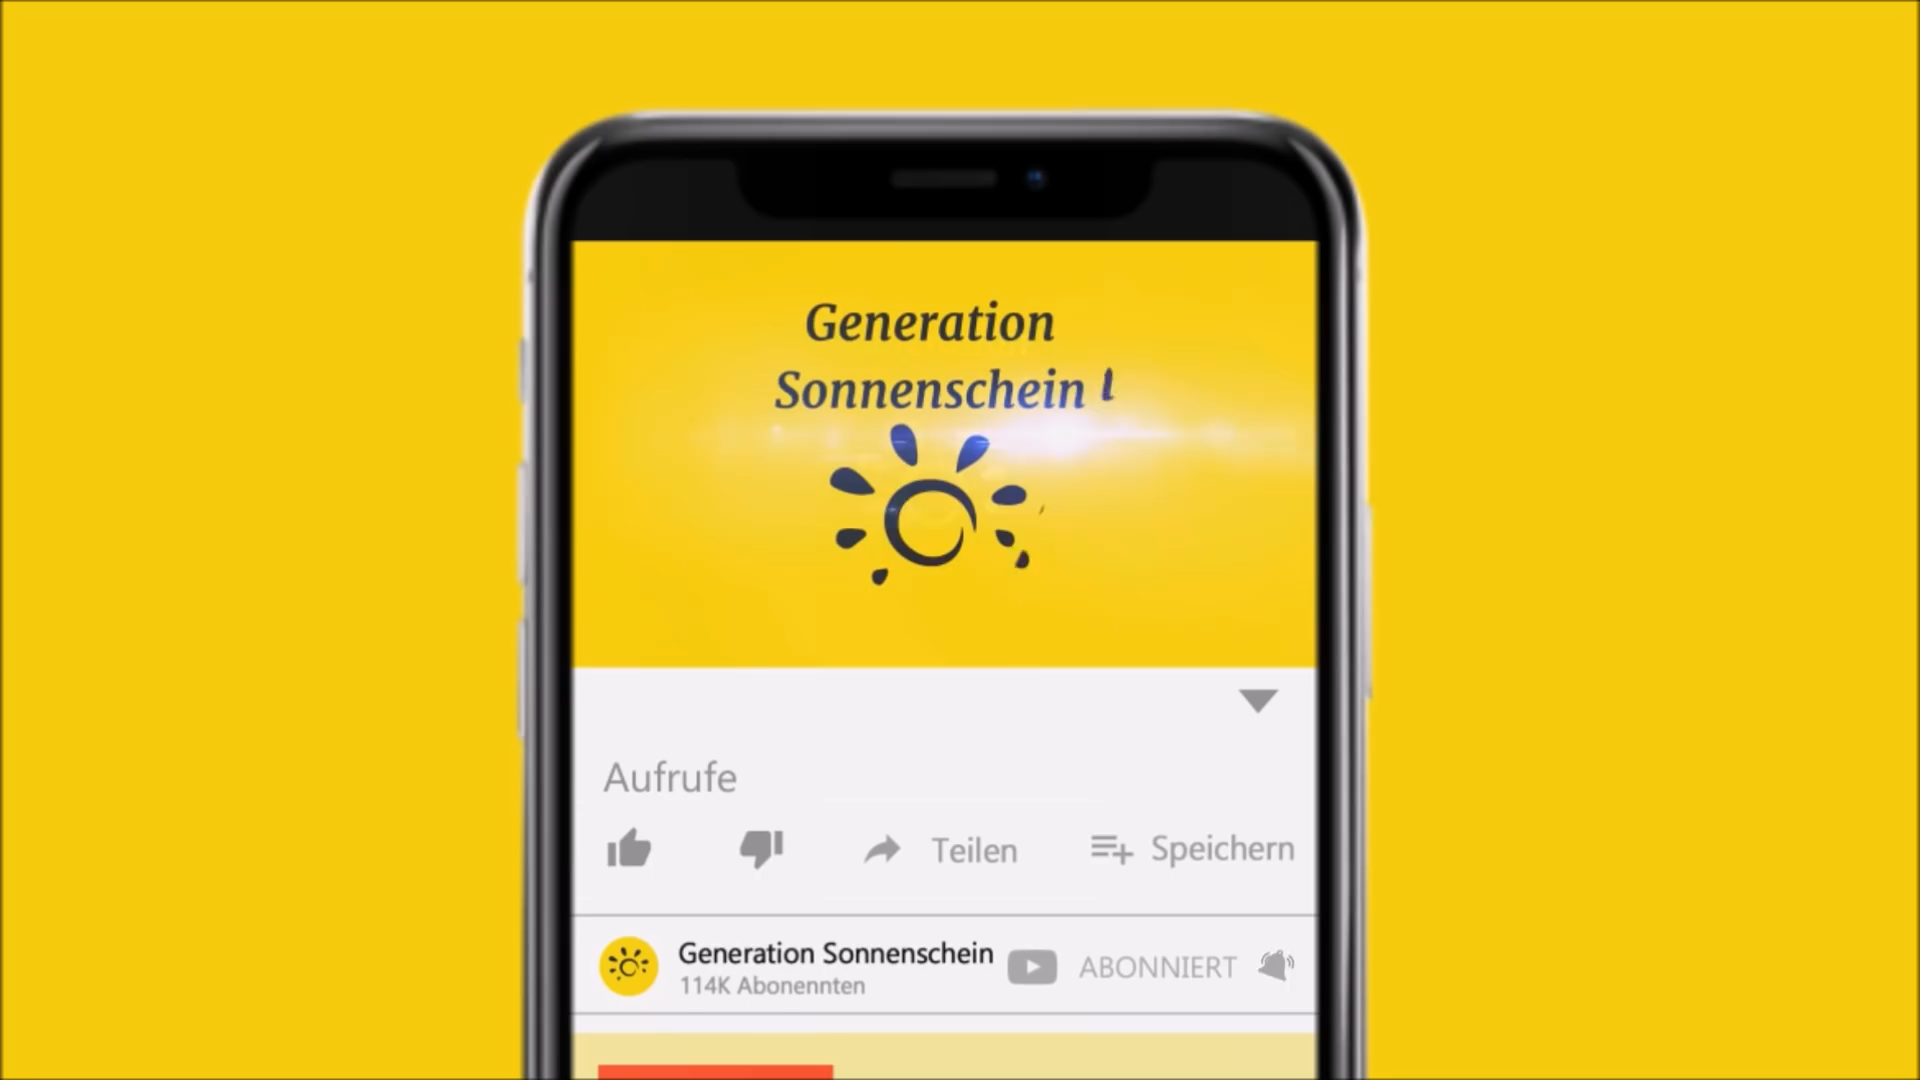 Generation
Sonnenschein
Aufrufe
Teilen
Speichern
Generation Sonnenschein
114K Abonennten
ABONNIERT